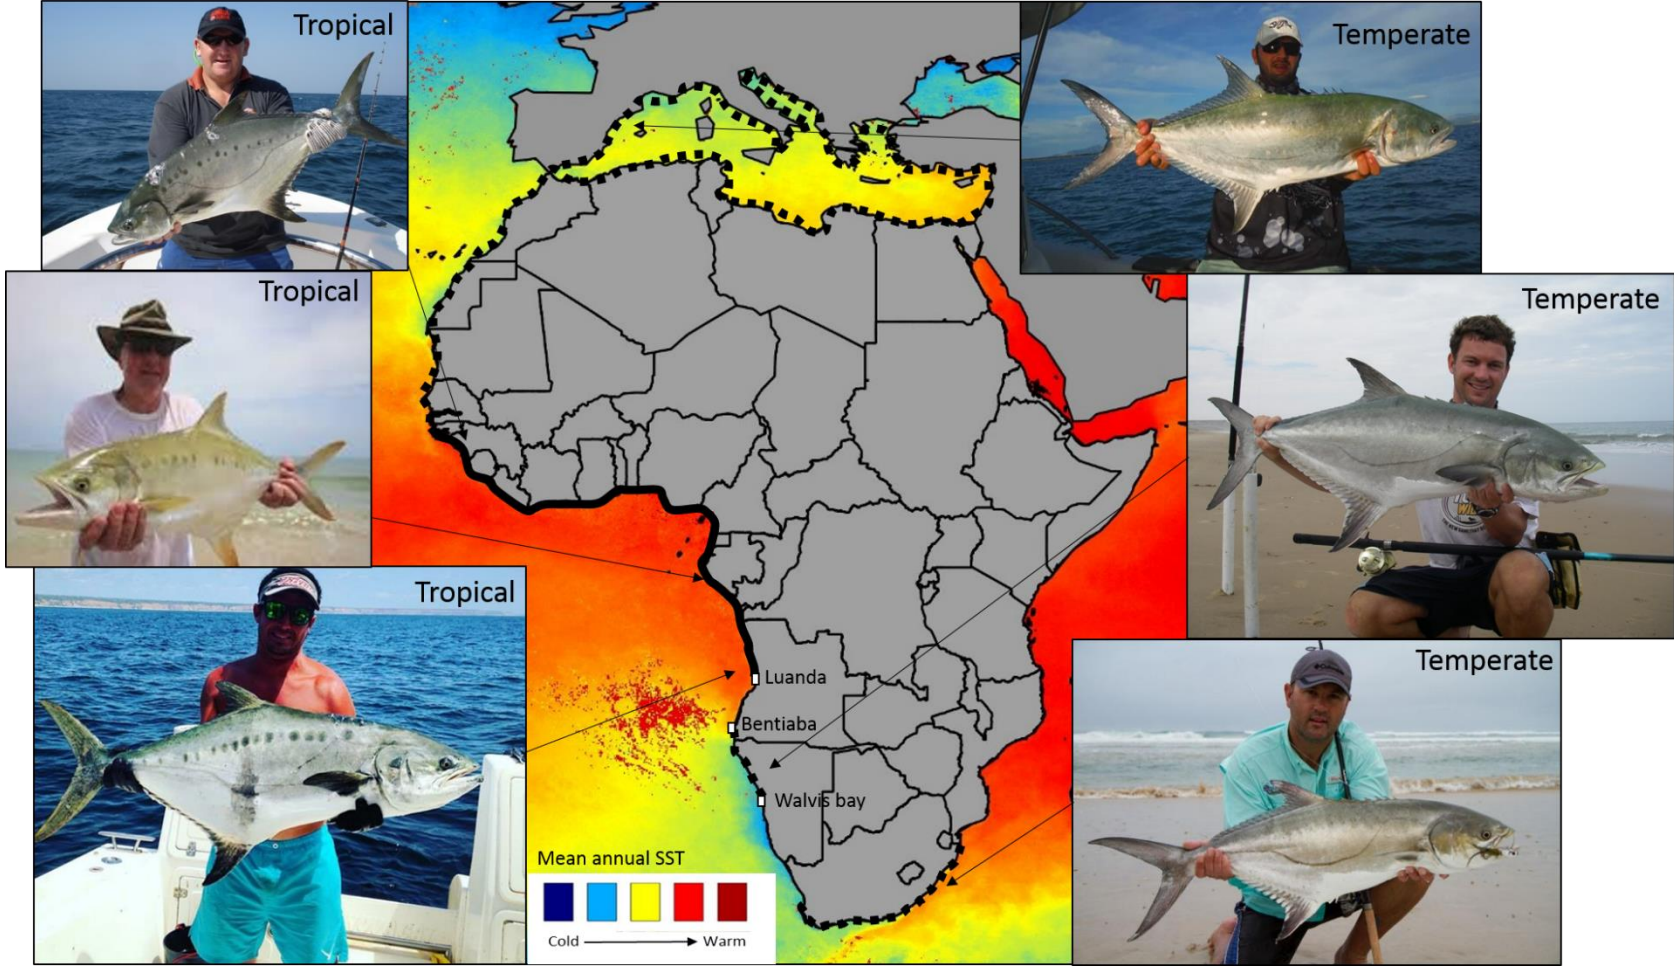 Tropical
Temperate
Tropical
Temperate
Tropical
Temperate
Luanda
Bentiaba
Walvis bay
Mean annual SST
Cold
Warm